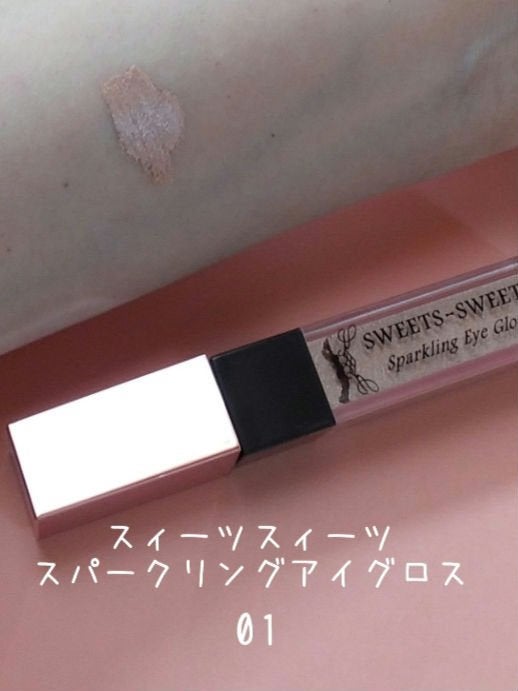 SWEETS-SWEET
Sparkling Eye Glo
スィーツスィーツ
スパークリングアイグロス
01